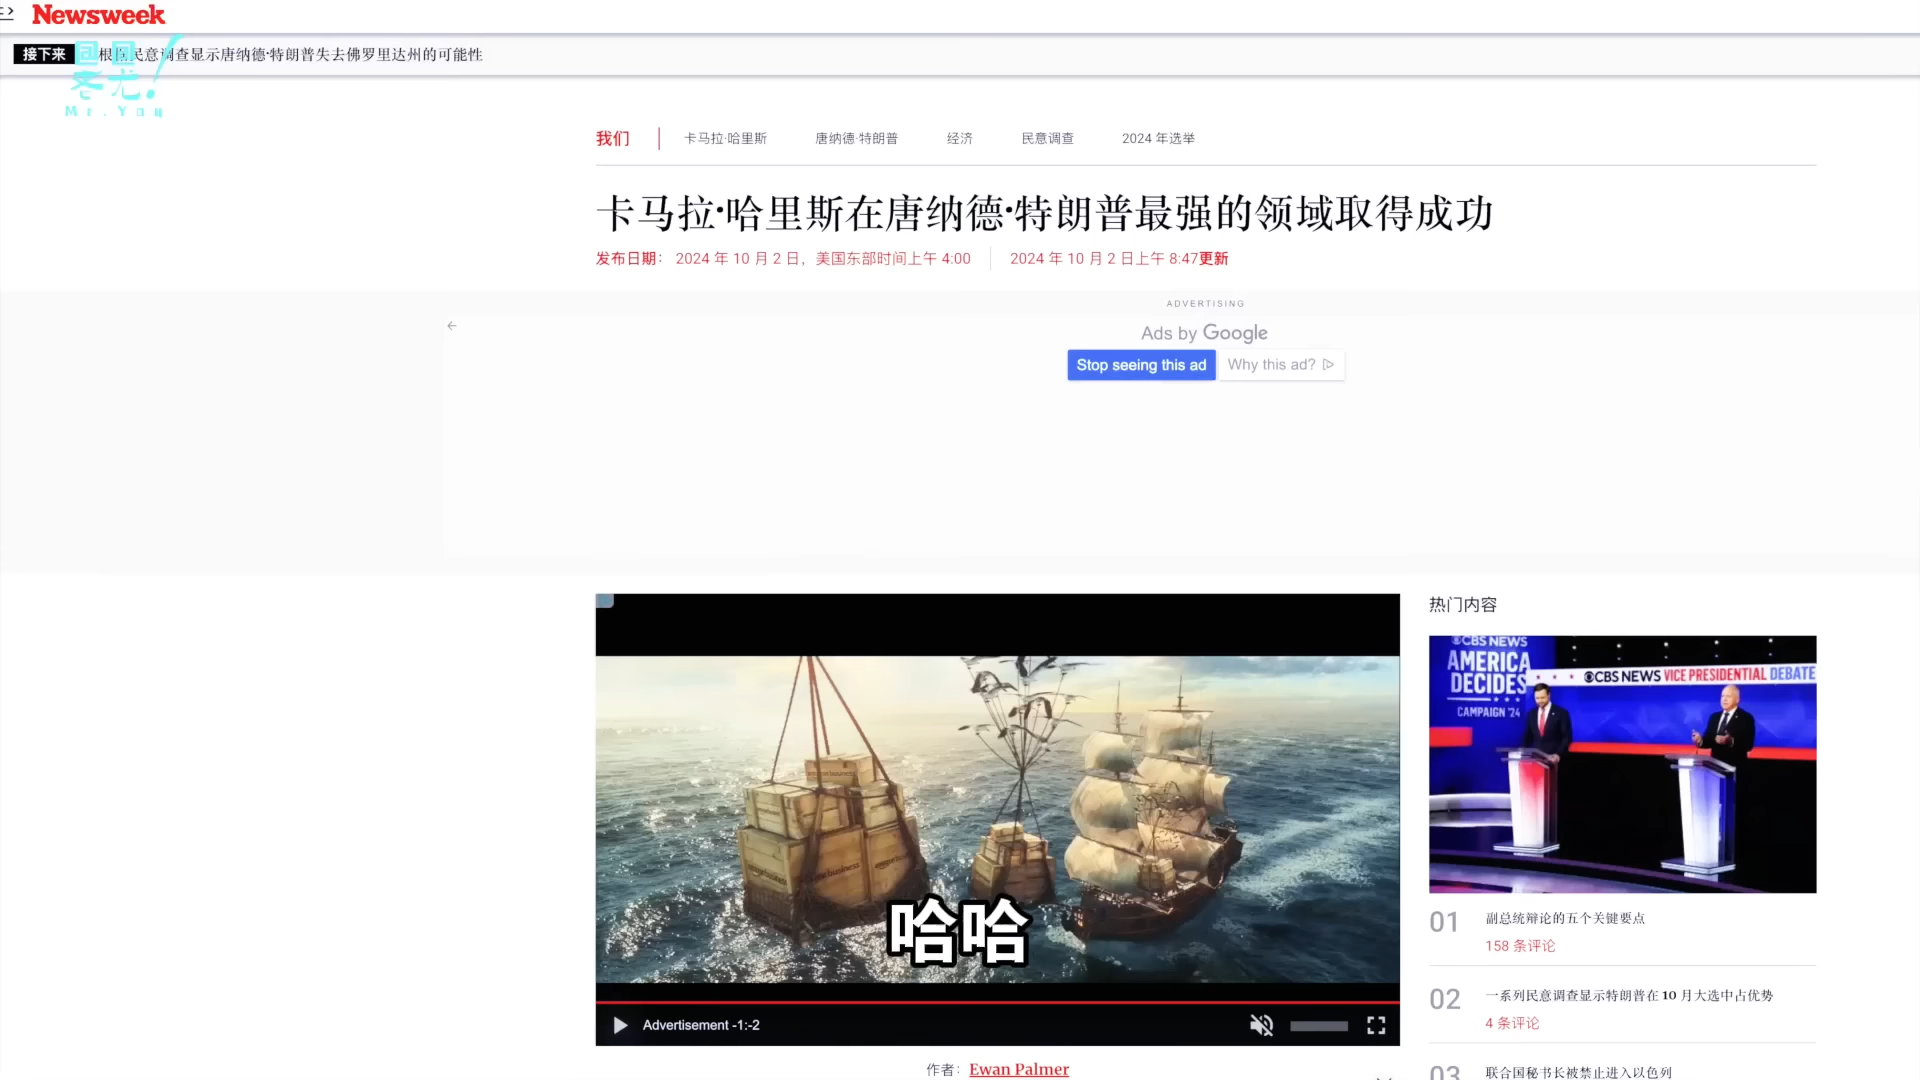 Newsweek
接下来
根据民意调查显示唐纳德·特朗普失去佛罗里达州的可能性
Mr.You
我们
卡马拉·哈里斯
唐纳德·特朗普
经济
民意调查
2024 年选举
卡马拉·哈里斯在唐纳德·特朗普最强的领域取得成功
发布日期： 2024 年 10 月 2 日，美国东部时间上午 4:00
2024 年 10 月 2 日上午 8:47更新
ADVERTISING
Ads by Google
Stop seeing this ad
Why this ad?
热门内容
CBS NEWS
AMERICA
DECIDES
CAMPAIGN '24
CBS NEWS VICE PRESIDENTIAL DEBATE
amazon business
哈哈
Advertisement -1:-2
01
副总统辩论的五个关键要点
158 条评论
02
一系列民意调查显示特朗普在 10 月大选中占优势
4 条评论
03
联合国秘书长被禁止进入以色列
作者： Ewan Palmer